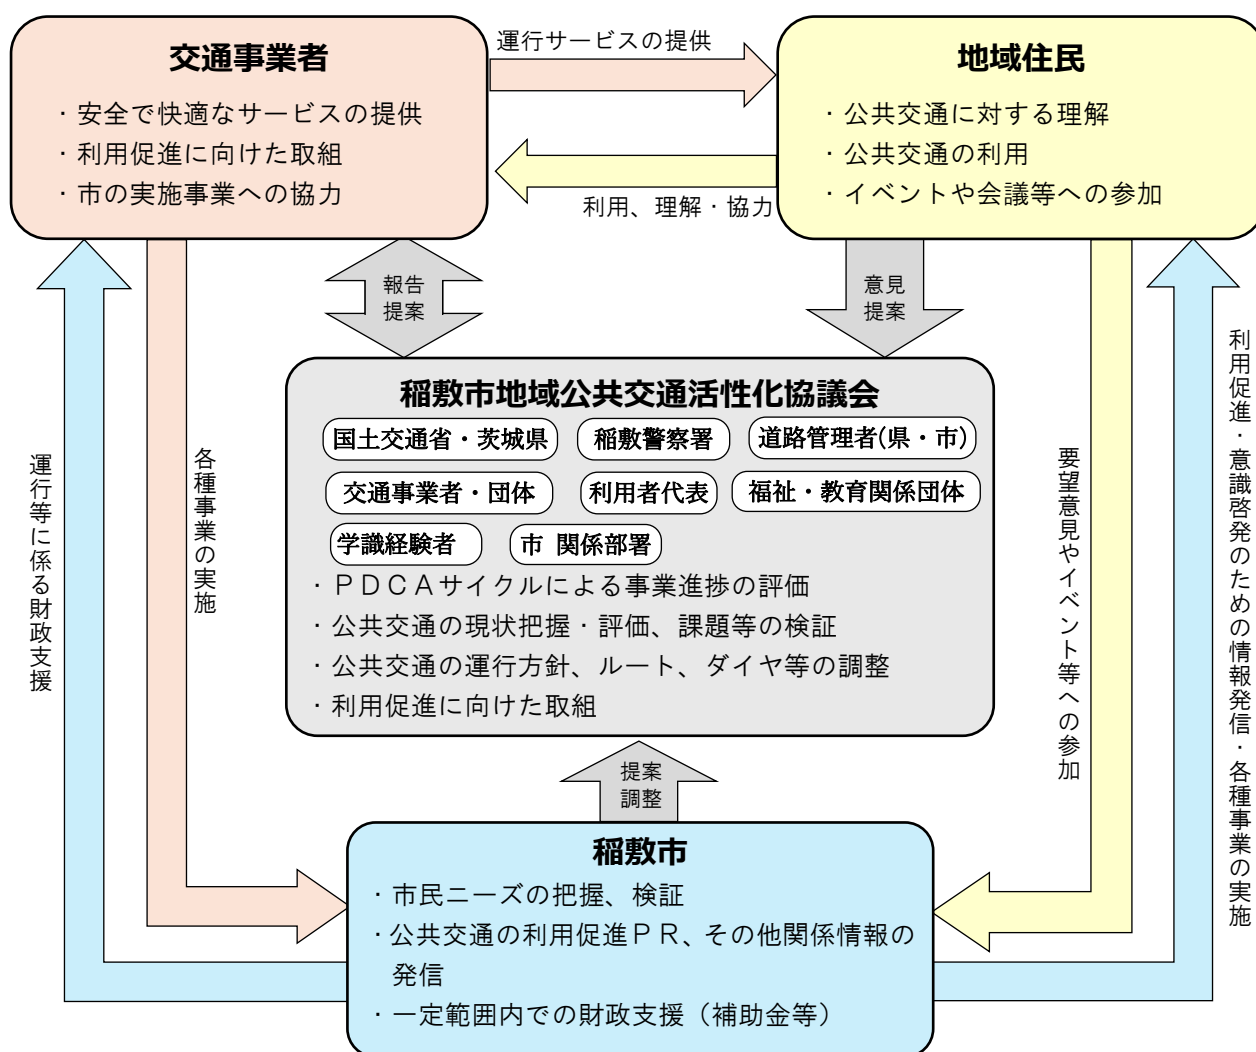 交通事業者
・安全で快適なサービスの提供
・利用促進に向けた取組
・市の実施事業への協力
運行サービスの提供
利用、理解・協力
地域住民
・公共交通に対する理解
・公共交通の利用
・イベントや会議等への参加
報告
提案
意見
提案
稲敷市地域公共交通活性化協議会
国土交通省・茨城県
稲敷警察署
道路管理者(県・市)
交通事業者・団体
利用者代表
福祉・教育関係団体
学識経験者
市 関係部署
・ＰＤＣＡサイクルによる事業進捗の評価
・公共交通の現状把握・評価、課題等の検証
・公共交通の運行方針、ルート、ダイヤ等の調整
・利用促進に向けた取組
運行等に係る財政支援
各種事業の実施
要望意見やイベント等への参加
利用促進・意識啓発のための情報発信・各種事業の実施
提案
調整
稲敷市
・市民ニーズの把握、検証
・公共交通の利用促進ＰＲ、その他関係情報の
発信
・一定範囲内での財政支援（補助金等）